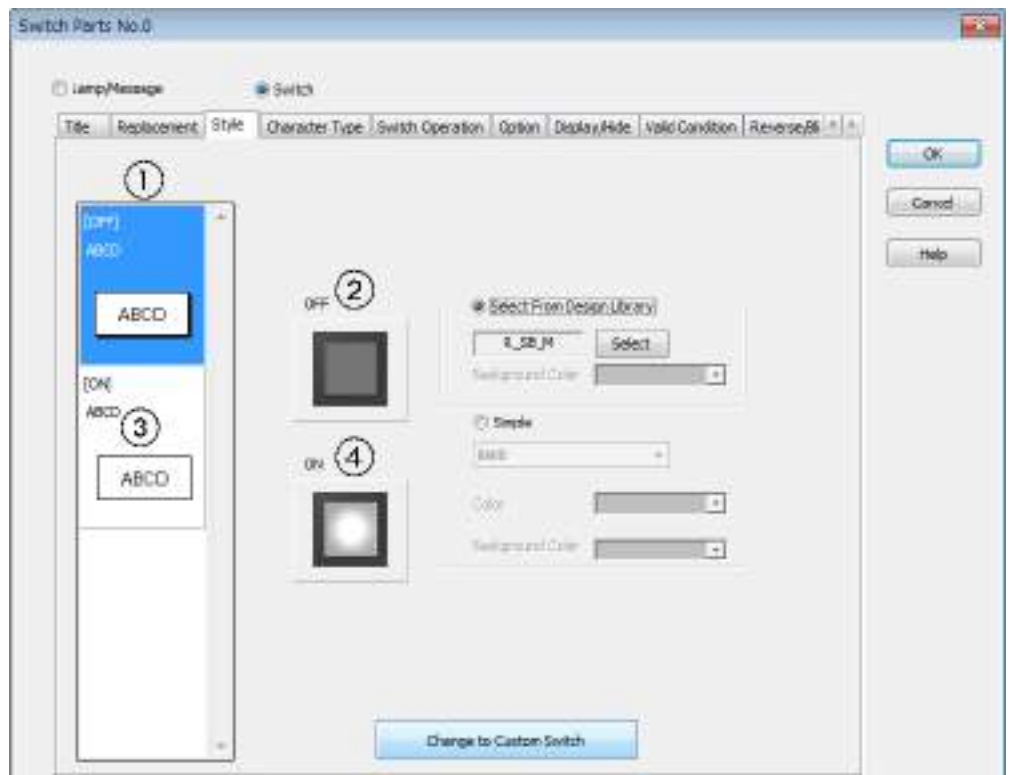 Switch Parts No.0
Lamp/Message Switch
Title Replacement Style Character Type Switch Operation Option Display/Hide Valid Condition Reverse/Bli
OK
Cancel
Help
1
[OFF]
ABCD
ABCD
[ON]
ABCD
3
ABCD
OFF 2
ON 4
Select From Design Library
Select
Background Color
Simple
Color
Background Color
Change to Custom Switch